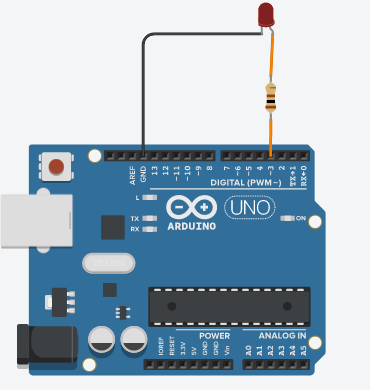 AREF
GND
13
12
~11
~10
~9
8
7
~6
~5
4
~3
2
TX→1
RX←0
DIGITAL (PWM~)
L
TX
RX
ARDUINO
UNO
ON
POWER
ANALOG IN
IOREF
RESET
3.3V
5V
GND
GND
Vin
A0
A1
A2
A3
A4
A5